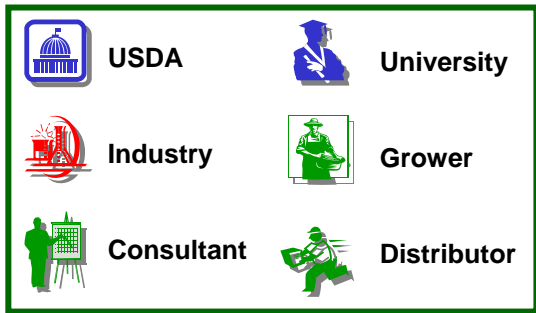 USDA
University
Industry
Grower
Consultant
Distributor